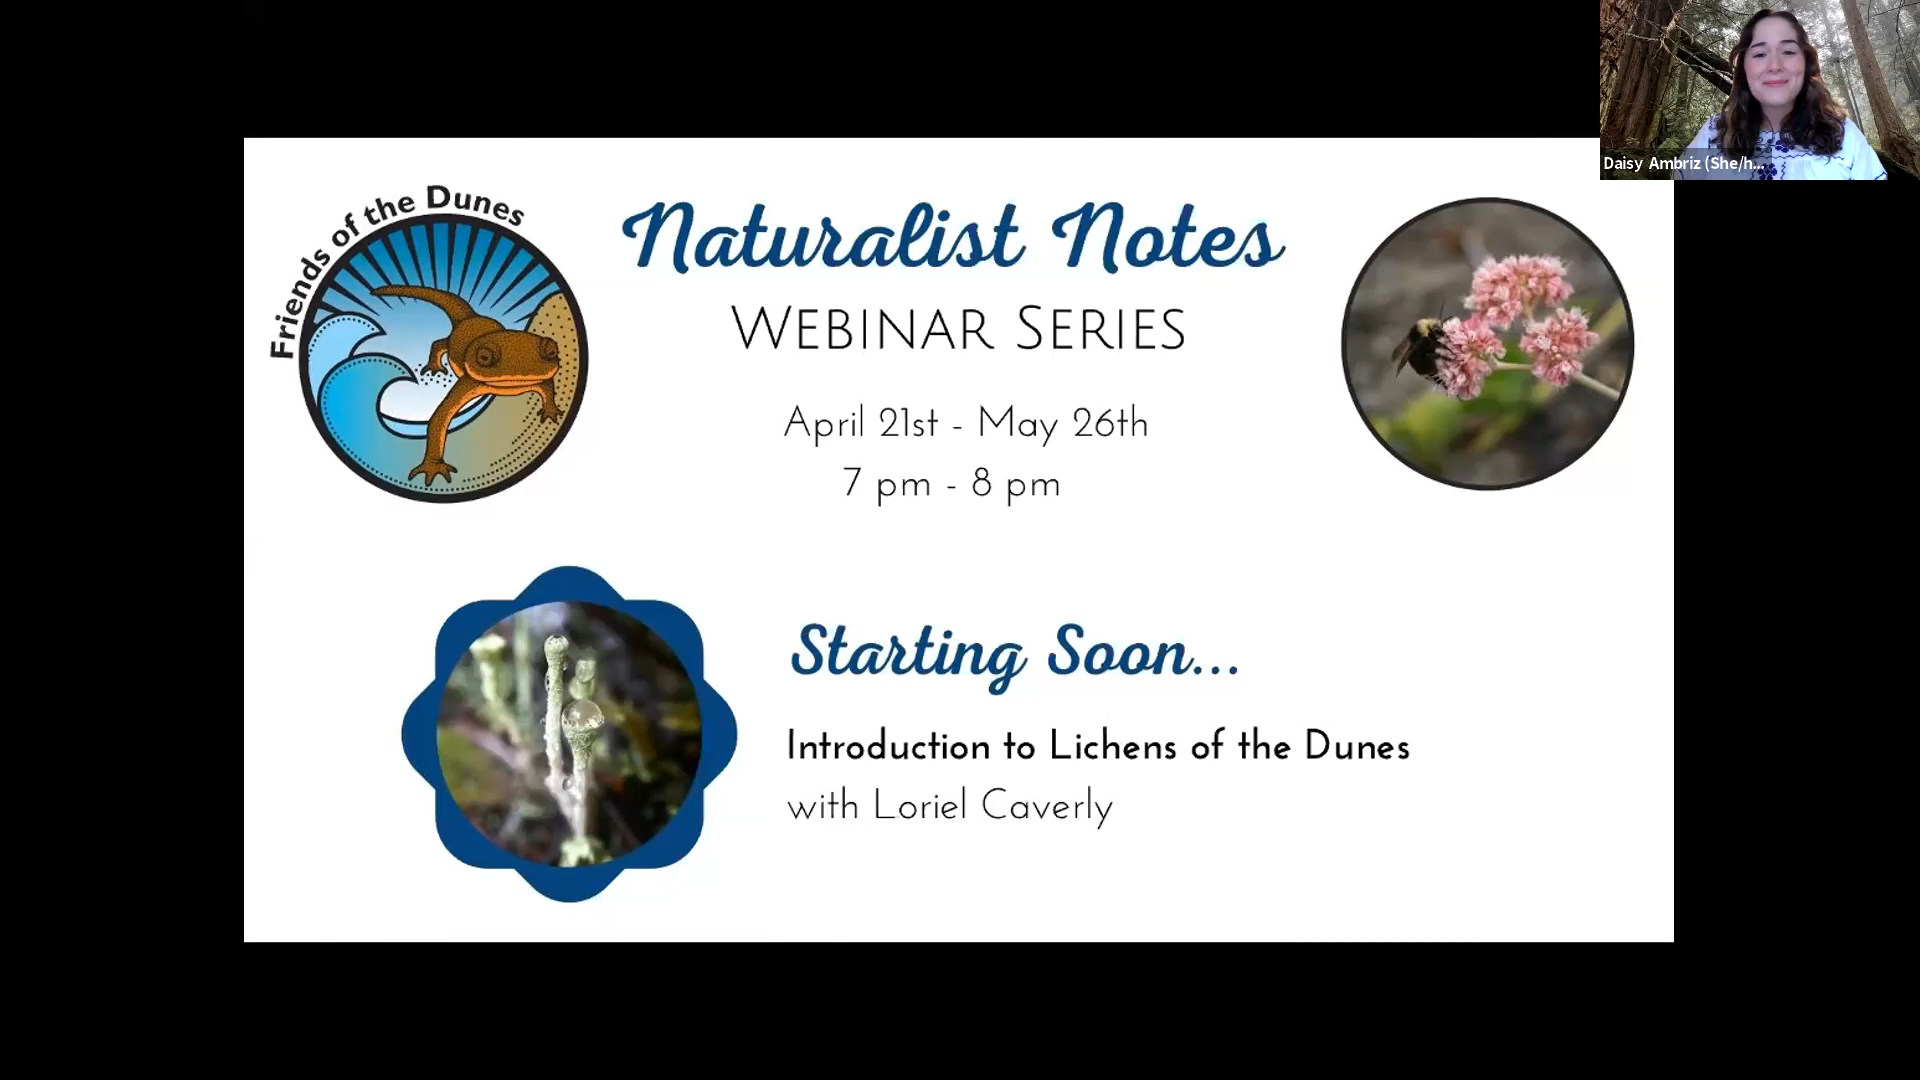 Friends of the Dunes
Naturalist Notes
WEBINAR SERIES
April 21st - May 26th
7 pm - 8 pm
Starting Soon...
Introduction to Lichens of the Dunes
with Loriel Caverly
Daisy Ambriz (She/h...